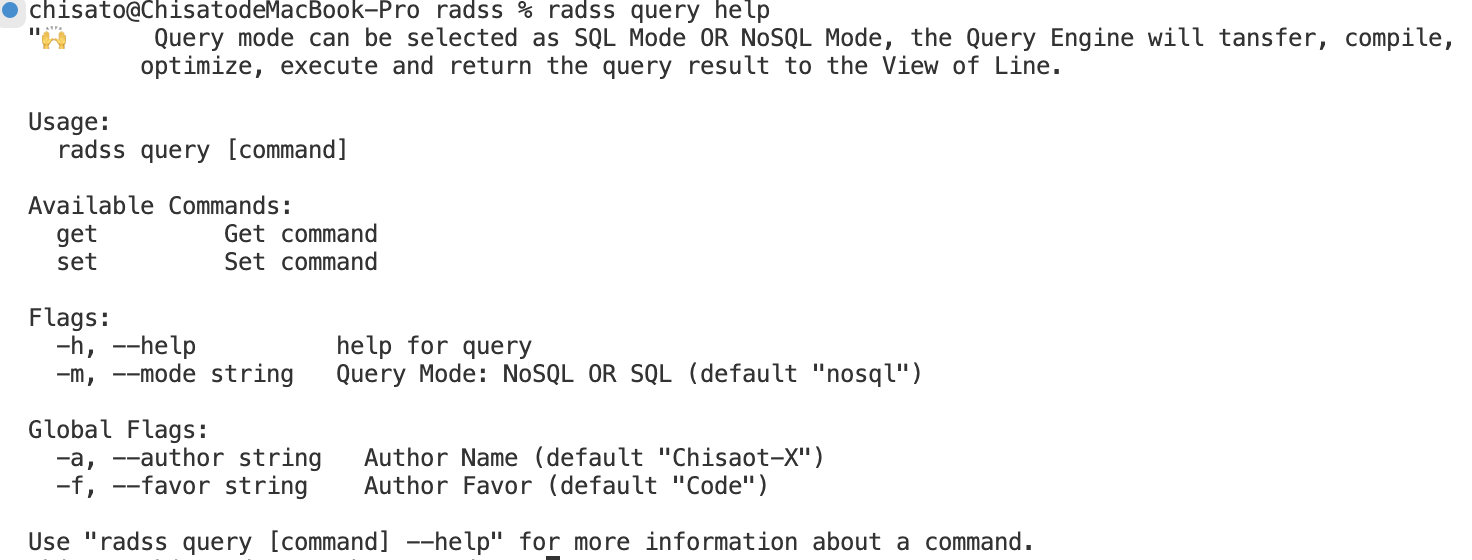 chisato@ChisatodeMacBook-Pro radss % radss query help
"🙌 Query mode can be selected as SQL Mode OR NoSQL Mode, the Query Engine will tansfer, compile,
optimize, execute and return the query result to the View of Line.
Usage:
radss query [command]
Available Commands:
get Get command
set Set command
Flags:
-h, --help help for query
-m, --mode string Query Mode: NoSQL OR SQL (default "nosql")
Global Flags:
-a, --author string Author Name (default "Chisaot-X")
-f, --favor string Author Favor (default "Code")
Use "radss query [command] --help" for more information about a command.